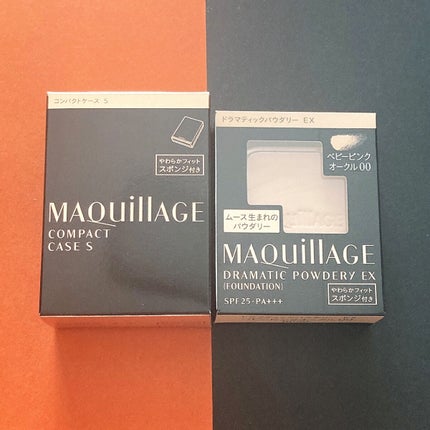 コンパクトケース S
やわらかフィット
スポンジ付き
MAQuillAGE
COMPACT
CASE S
ドラマティックパウダリー EX
ベビーピンク
オークル00
ムース生まれの
パウダリー
MAQuillAGE
DRAMATIC POWDERY EX
(FOUNDATION)
やわらかフィット
スポンジ付き
SPF25・PA+++